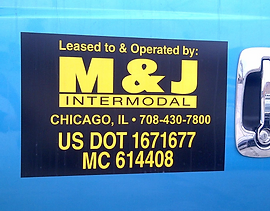 Leased to & Operated by:
M & J
INTERMODAL
CHICAGO, IL • 708-430-7800
US DOT 1671677
MC 614408